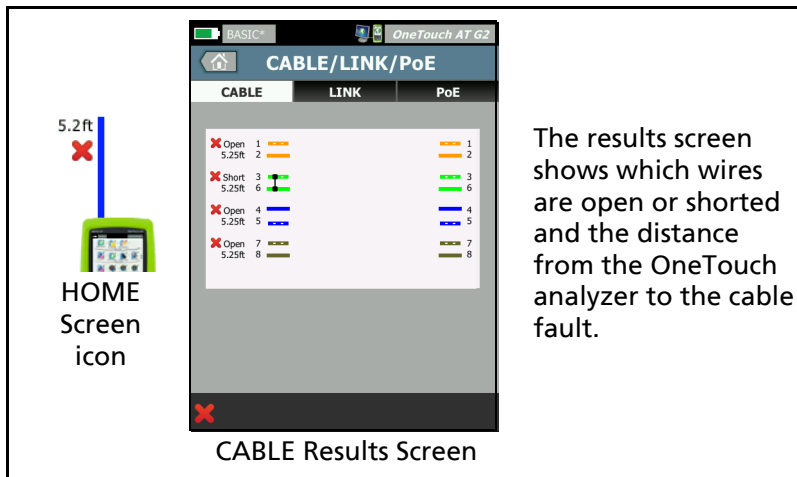 BASIC*
OneTouch AT G2
CABLE/LINK/PoE
CABLE LINK PoE
5.2ft
Open 1 1
5.25ft 2 2
Short 3 3
5.25ft 6 6
Open 4 4
5.25ft 5 5
Open 7 7
5.25ft 8 8
HOME
Screen
icon
CABLE Results Screen
The results screen
shows which wires
are open or shorted
and the distance
from the OneTouch
analyzer to the cable
fault.